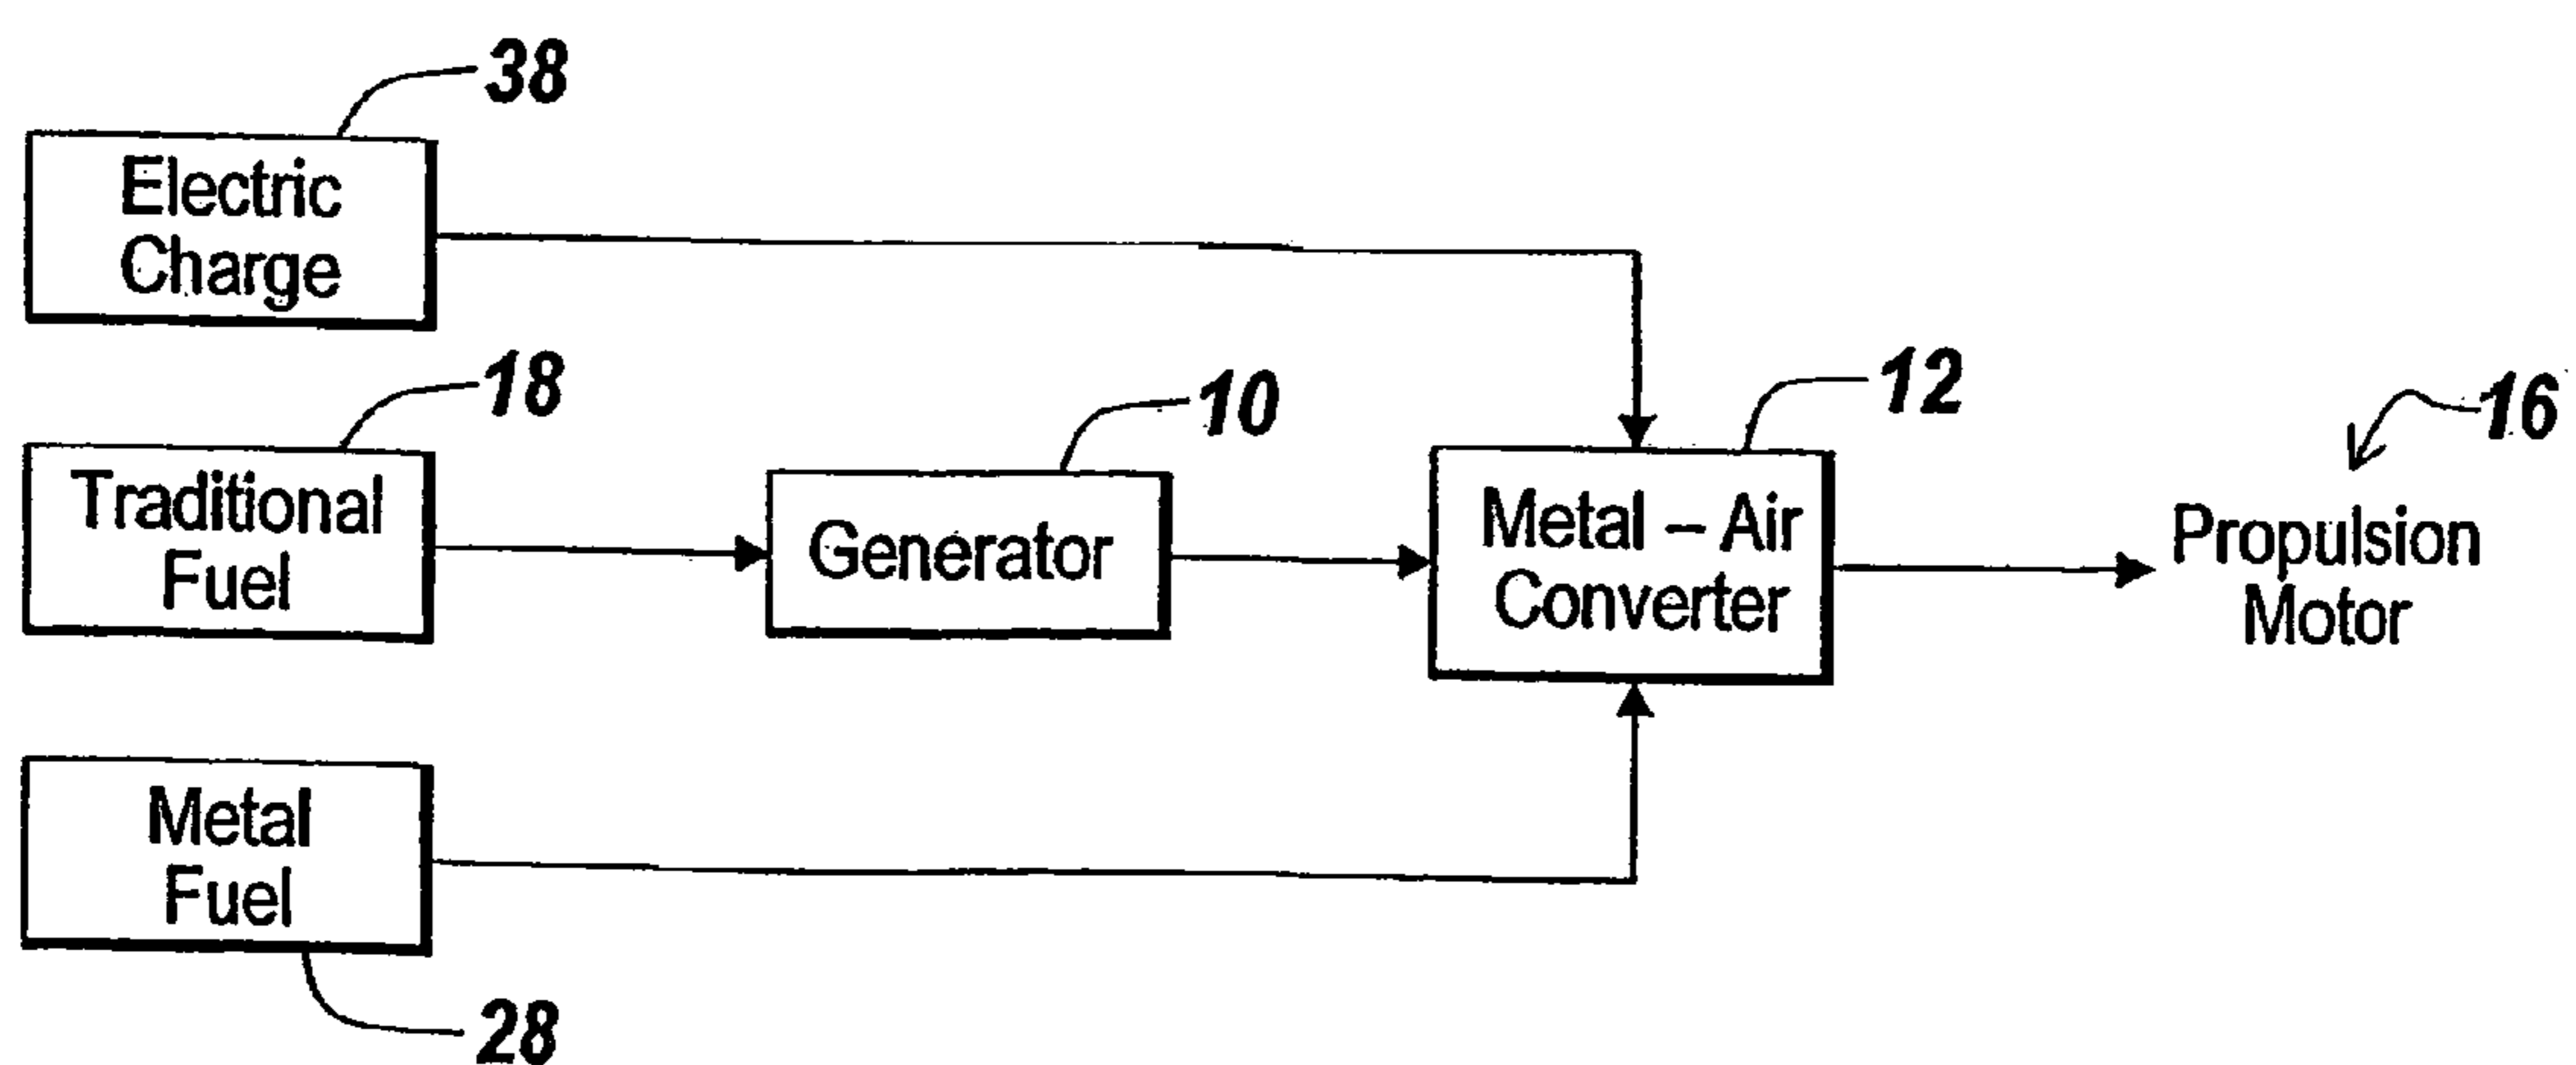 38
Electric
Charge
18
Traditional
Fuel
10
Generator
12
Metal – Air
Converter
16
Propulsion
Motor
Metal
Fuel
28